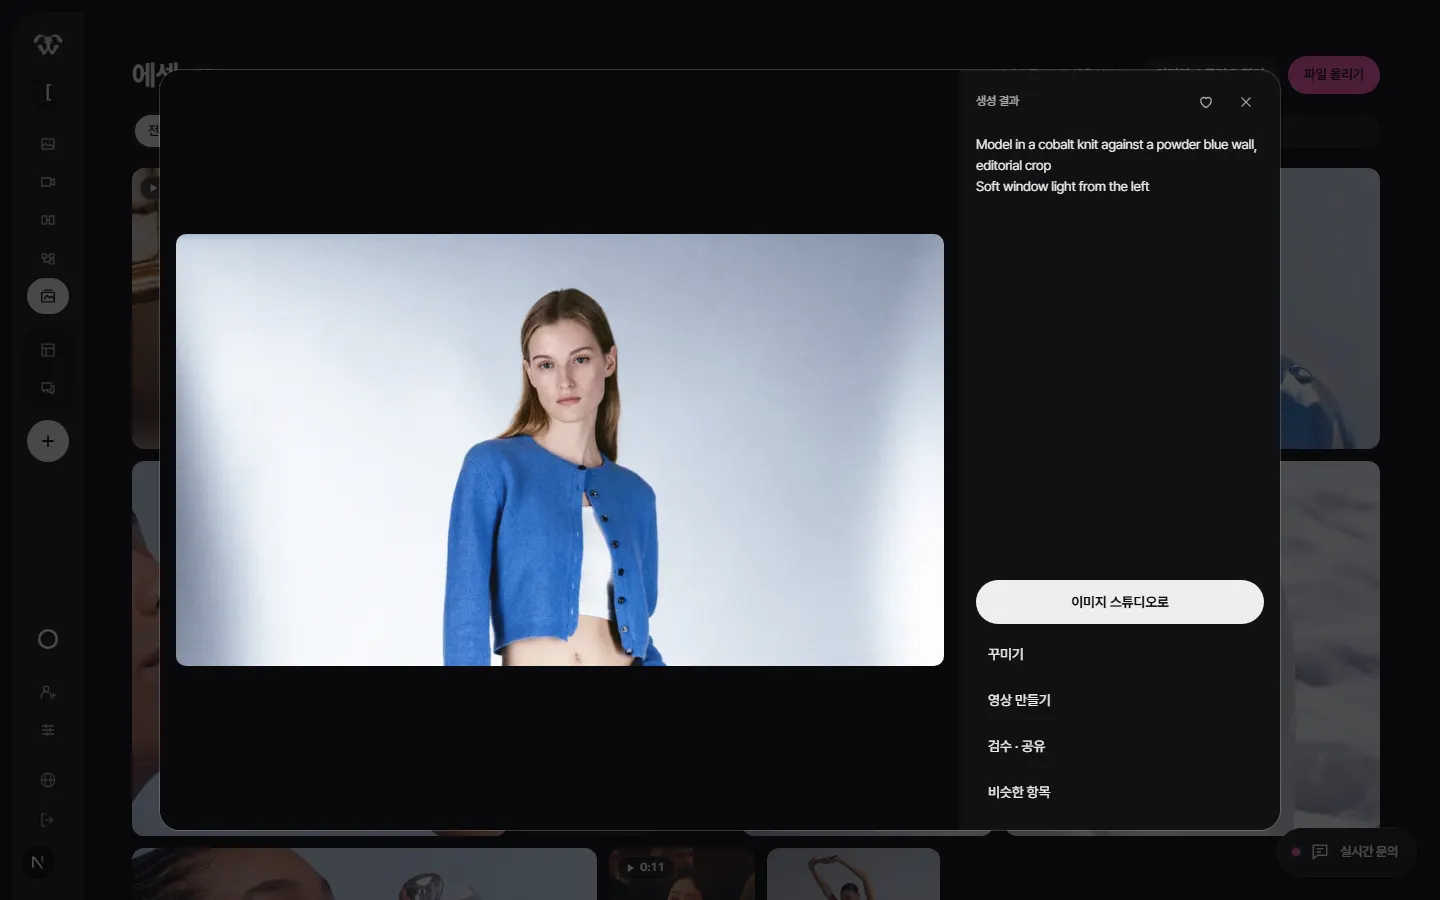 에셋
파일 올리기
전
생성 결과
Model in a cobalt knit against a powder blue wall,
editorial crop
Soft window light from the left
이미지 스튜디오로
꾸미기
영상 만들기
검수 · 공유
비슷한 항목
0:11
실시간 문의
N